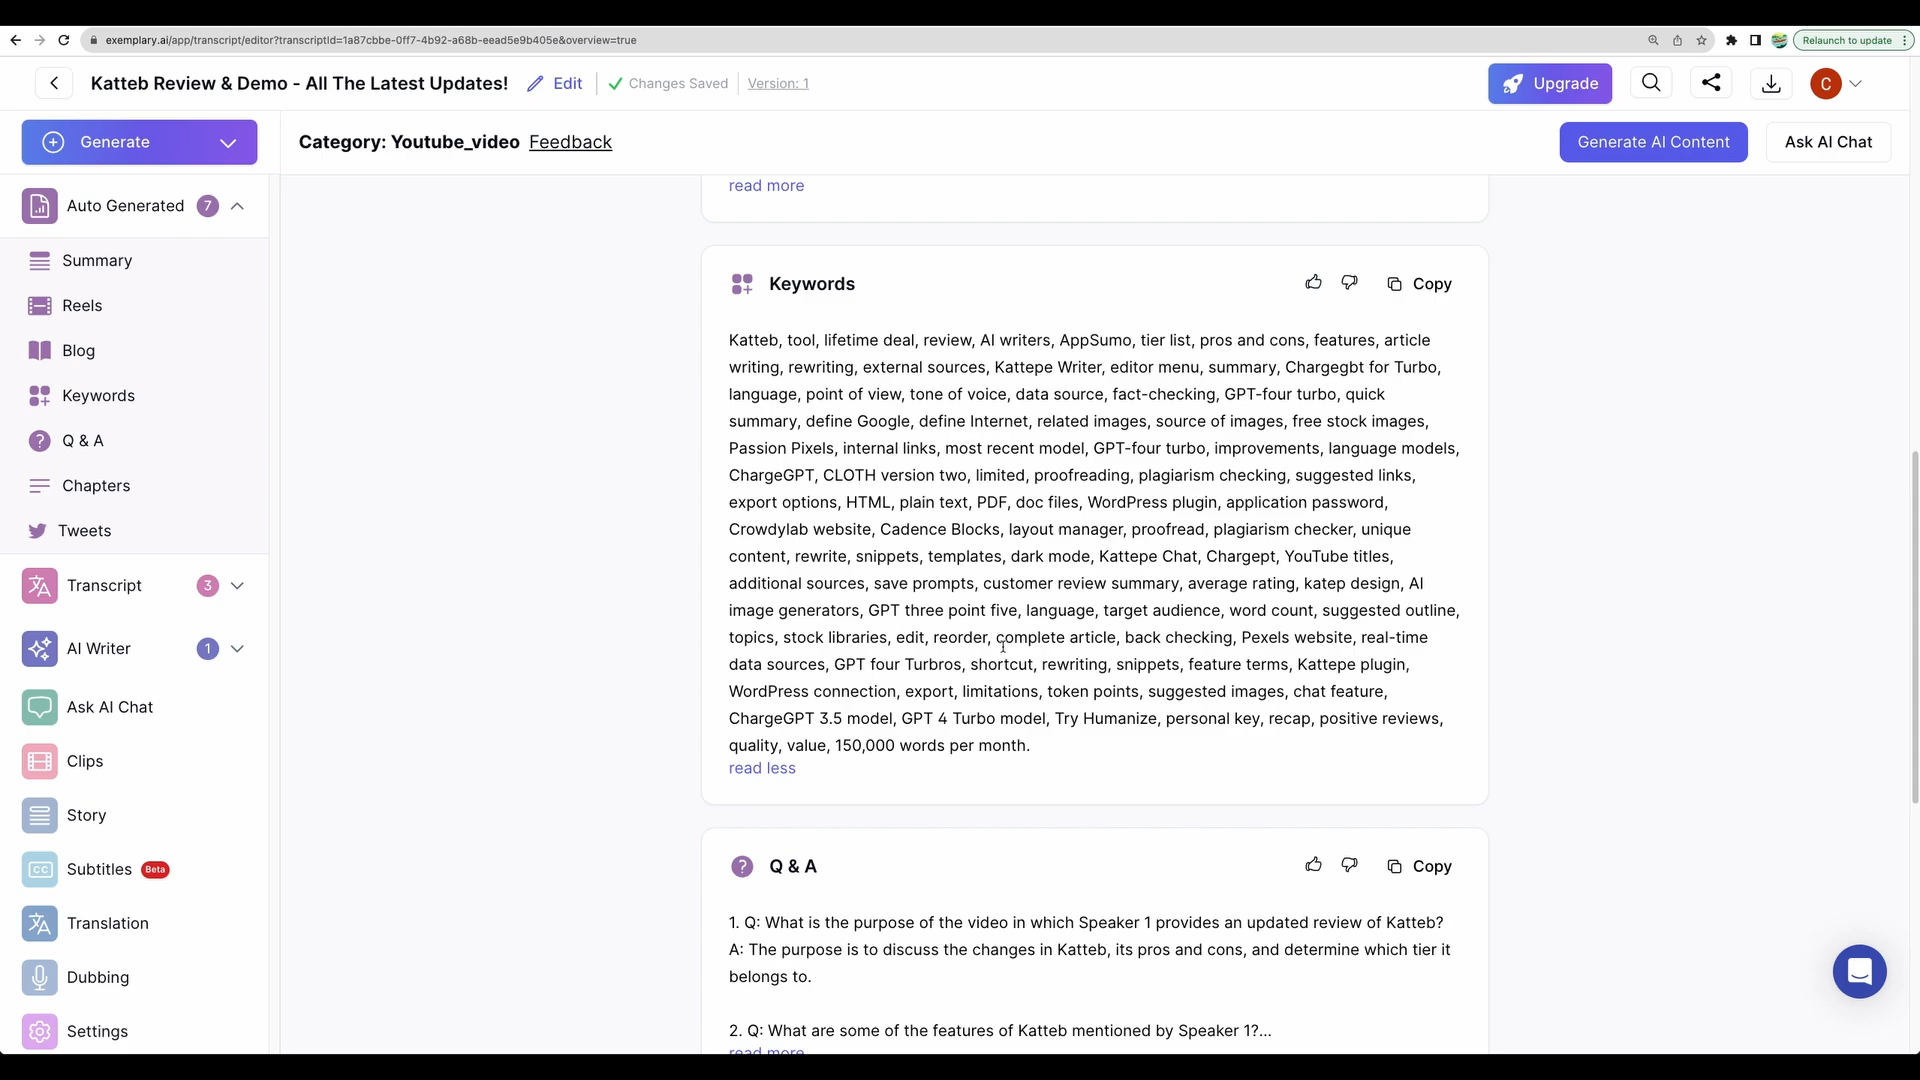 exemplary.ai/app/transcript/editor?transcriptId=1a87cbbe-0ff7-4b92-a68b-eead5e9b405e&overview=true
Relaunch to update
Katteb Review & Demo - All The Latest Updates!
Edit
Changes Saved
Version: 1
Upgrade
C
Generate
Category: Youtube_video
Feedback
Generate AI Content
Ask AI Chat
Auto Generated
7
Summary
Reels
Blog
Keywords
Q & A
Chapters
Tweets
Transcript
3
AI Writer
1
Ask AI Chat
Clips
Story
CC
Subtitles
Beta
Translation
Dubbing
Settings
read more
Keywords
Copy
Katteb, tool, lifetime deal, review, AI writers, AppSumo, tier list, pros and cons, features, article
writing, rewriting, external sources, Kattepe Writer, editor menu, summary, Chargegbt for Turbo,
language, point of view, tone of voice, data source, fact-checking, GPT-four turbo, quick
summary, define Google, define Internet, related images, source of images, free stock images,
Passion Pixels, internal links, most recent model, GPT-four turbo, improvements, language models,
ChargeGPT, CLOTH version two, limited, proofreading, plagiarism checking, suggested links,
export options, HTML, plain text, PDF, doc files, WordPress plugin, application password,
Crowdylab website, Cadence Blocks, layout manager, proofread, plagiarism checker, unique
content, rewrite, snippets, templates, dark mode, Kattepe Chat, Chargept, YouTube titles,
additional sources, save prompts, customer review summary, average rating, katep design, AI
image generators, GPT three point five, language, target audience, word count, suggested outline,
topics, stock libraries, edit, reorder, complete article, back checking, Pexels website, real-time
data sources, GPT four Turbros, shortcut, rewriting, snippets, feature terms, Kattepe plugin,
WordPress connection, export, limitations, token points, suggested images, chat feature,
ChargeGPT 3.5 model, GPT 4 Turbo model, Try Humanize, personal key, recap, positive reviews,
quality, value, 150,000 words per month.
read less
Q & A
Copy
1. Q: What is the purpose of the video in which Speaker 1 provides an updated review of Katteb?
A: The purpose is to discuss the changes in Katteb, its pros and cons, and determine which tier it
belongs to.
2. Q: What are some of the features of Katteb mentioned by Speaker 1?...
read more